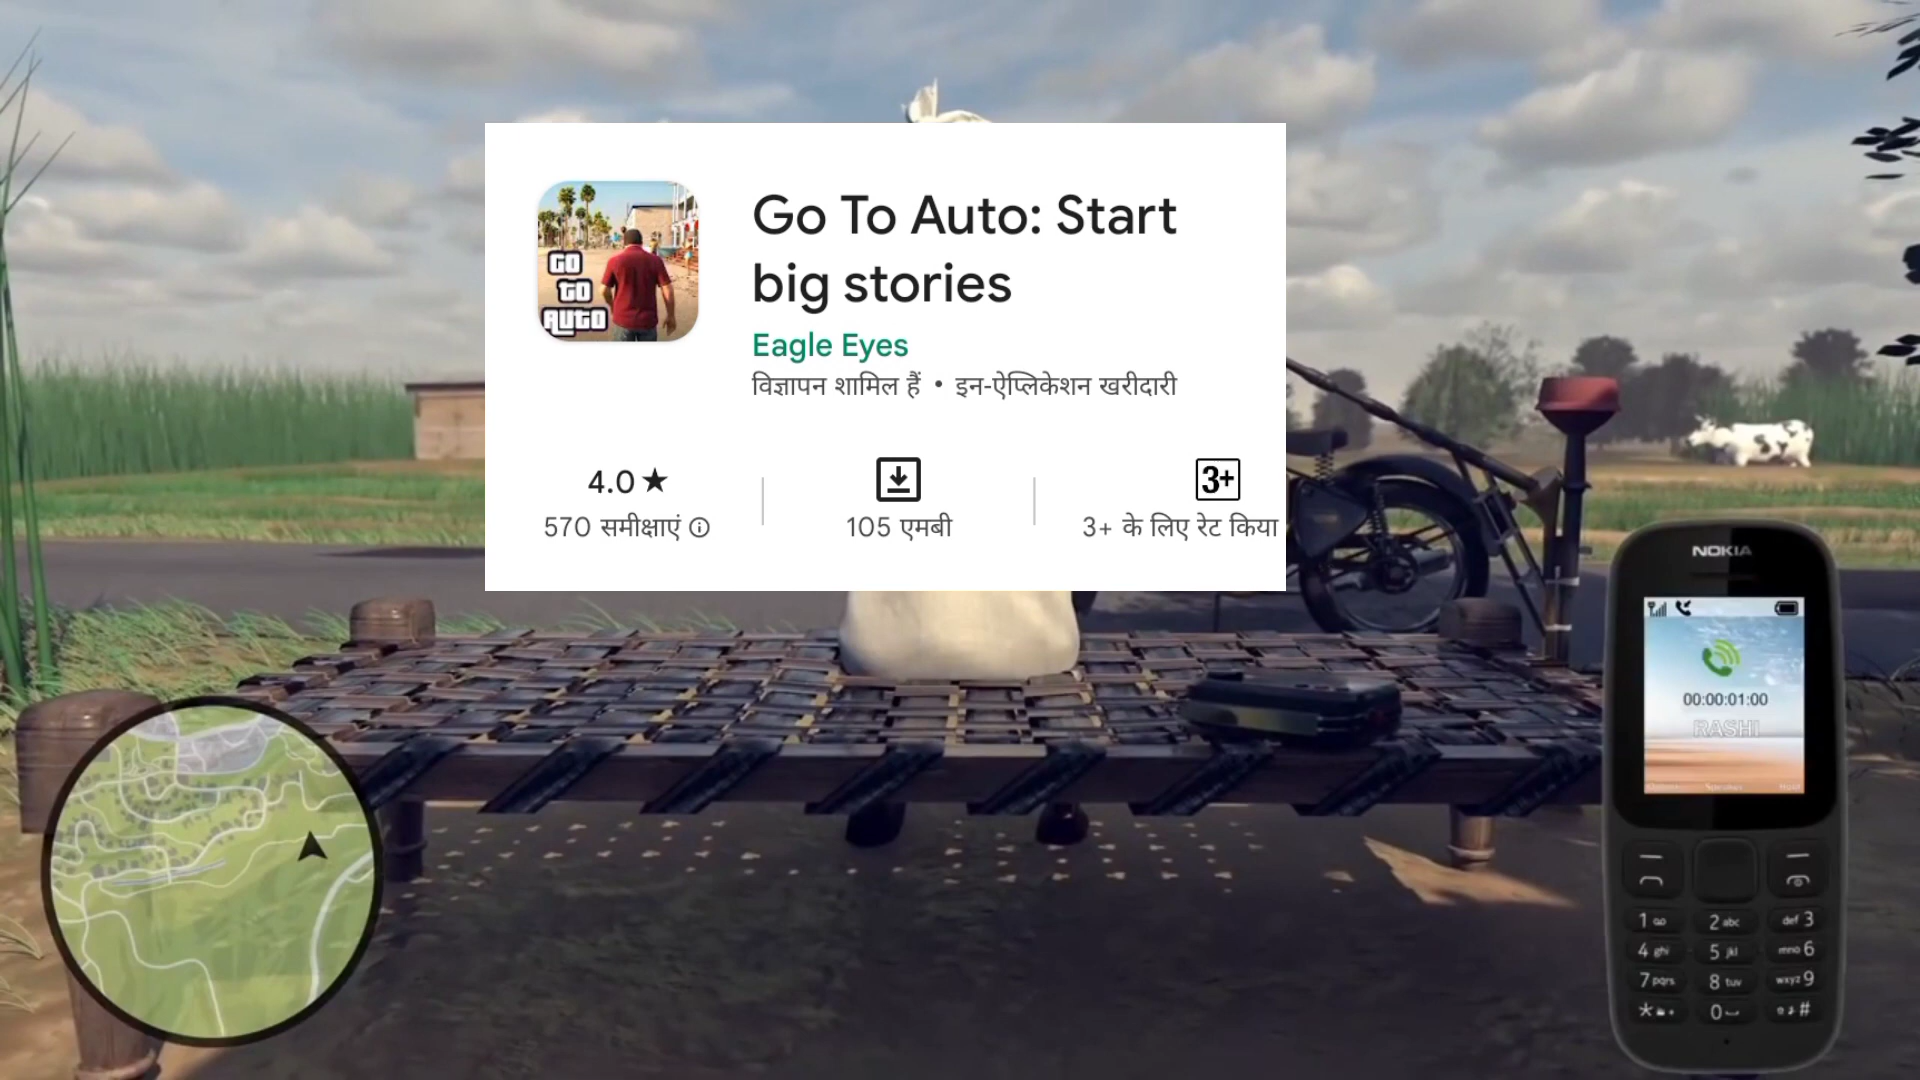 Go To Auto: Start
big stories
Eagle Eyes
विज्ञापन शामिल हैं • इन-ऐप्लिकेशन खरीदारी
GO
TO
AUTO
4.0 ★
570 समीक्षाएं
105 एमबी
3+
3+ के लिए रेट किया
NOKIA
00:00:01:00
RASHI
Speaker
1
2 abc
def 3
4 ghi
5 jkl
mno 6
7 pqrs
8 tuv
wxyz 9
*
0
#